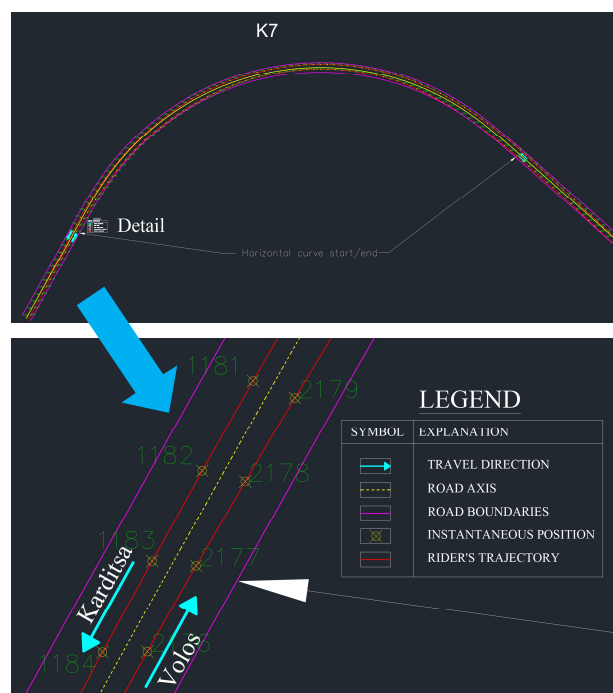 K7
Detail
Horizontal curve start/end
1181
2179
1182
2178
1183
2177
1184
Karditsa
Volos
LEGEND
SYMBOL EXPLANATION
TRAVEL DIRECTION
ROAD AXIS
ROAD BOUNDARIES
INSTANTANEOUS POSITION
RIDER'S TRAJECTORY